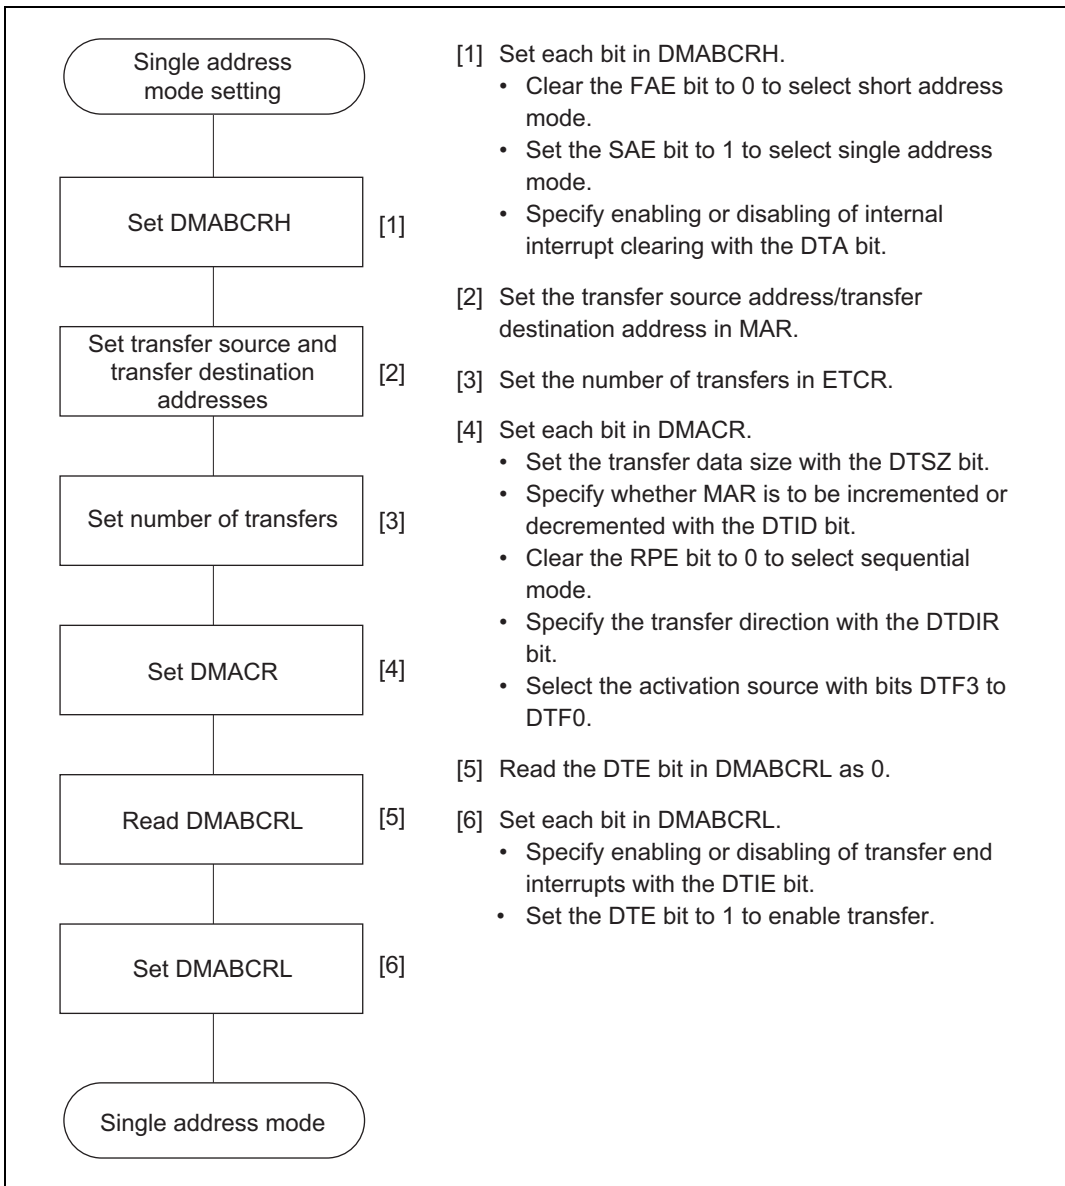 Single address
mode setting
Set DMABCRH
[1]
Set transfer source and
transfer destination
addresses
[2]
Set number of transfers
[3]
Set DMACR
[4]
Read DMABCRL
[5]
Set DMABCRL
[6]
Single address mode
[1] Set each bit in DMABCRH.
• Clear the FAE bit to 0 to select short address
mode.
• Set the SAE bit to 1 to select single address
mode.
• Specify enabling or disabling of internal
interrupt clearing with the DTA bit.
[2] Set the transfer source address/transfer
destination address in MAR.
[3] Set the number of transfers in ETCR.
[4] Set each bit in DMACR.
• Set the transfer data size with the DTSZ bit.
• Specify whether MAR is to be incremented or
decremented with the DTID bit.
• Clear the RPE bit to 0 to select sequential
mode.
• Specify the transfer direction with the DTDIR
bit.
• Select the activation source with bits DTF3 to
DTF0.
[5] Read the DTE bit in DMABCRL as 0.
[6] Set each bit in DMABCRL.
• Specify enabling or disabling of transfer end
interrupts with the DTIE bit.
• Set the DTE bit to 1 to enable transfer.